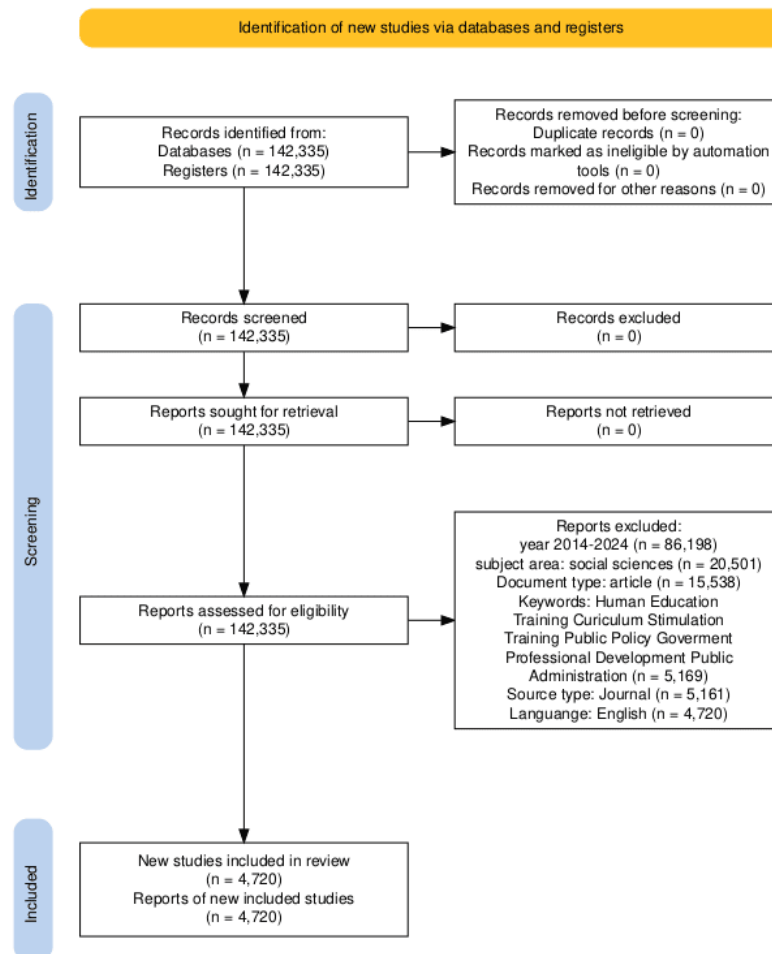 Identification of new studies via databases and registers
Identification
Records identified from:
Databases (n = 142,335)
Registers (n = 142,335)
Records removed before screening:
Duplicate records (n = 0)
Records marked as ineligible by automation
tools (n = 0)
Records removed for other reasons (n = 0)
Screening
Records screened
(n = 142,335)
Records excluded
(n = 0)
Reports sought for retrieval
(n = 142,335)
Reports not retrieved
(n = 0)
Reports assessed for eligibility
(n = 142,335)
Reports excluded:
year 2014-2024 (n = 86,198)
subject area: social sciences (n = 20,501)
Document type: article (n = 15,538)
Keywords: Human Education
Training Curiculum Stimulation
Training Public Policy Goverment
Professional Development Public
Administration (n = 5,169)
Source type: Journal (n = 5,161)
Languange: English (n = 4,720)
Included
New studies included in review
(n = 4,720)
Reports of new included studies
(n = 4,720)